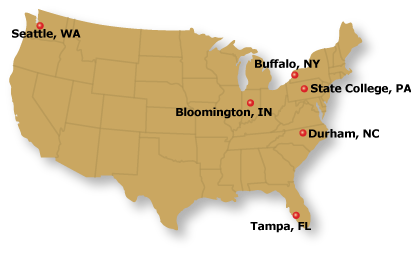 Seattle, WA
Buffalo, NY
State College, PA
Bloomington, IN
Durham, NC
Tampa, FL